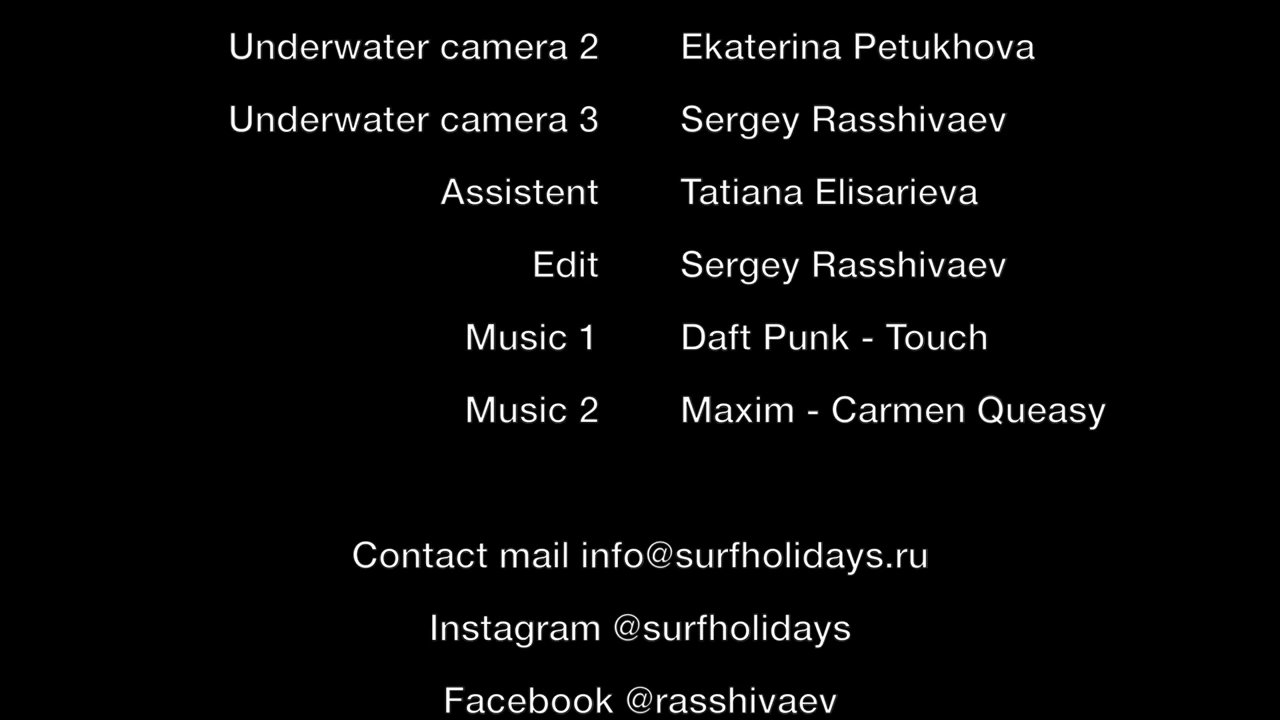 Underwater camera 2 Ekaterina Petukhova
Underwater camera 3 Sergey Rasshivaev
Assistent Tatiana Elisarieva
Edit Sergey Rasshivaev
Music 1 Daft Punk - Touch
Music 2 Maxim - Carmen Queasy
Contact mail info@surfholidays.ru
Instagram @surfholidays
Facebook @rasshivaev